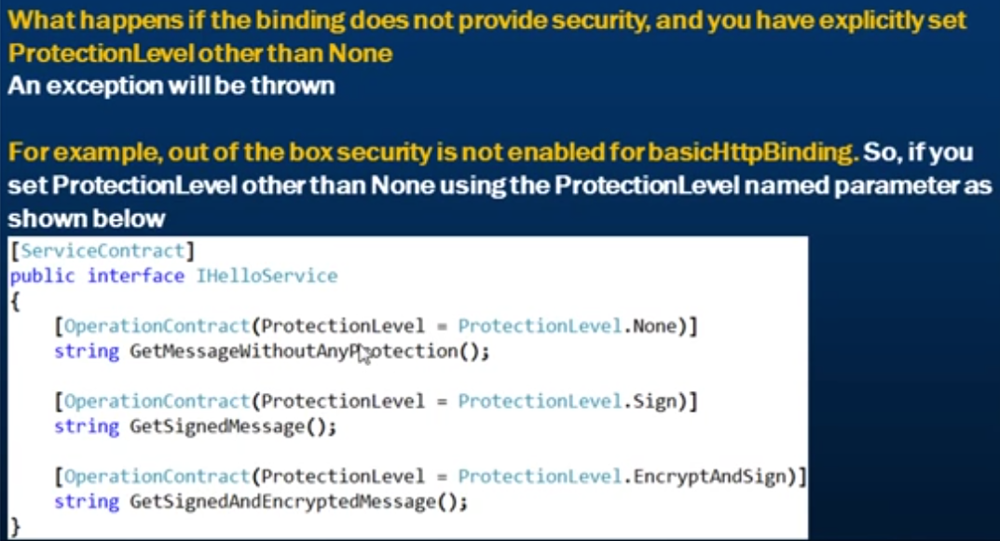 What happens if the binding does not provide security, and you have explicitly set
ProtectionLevel other than None
An exception will be thrown
For example, out of the box security is not enabled for basicHttpBinding. So, if you
set ProtectionLevel other than None using the ProtectionLevel named parameter as
shown below
[ServiceContract]
public interface IHelloService
{
    [OperationContract(ProtectionLevel = ProtectionLevel.None)]
    string GetMessageWithoutAnyProtection();
    [OperationContract(ProtectionLevel = ProtectionLevel.Sign)]
    string GetSignedMessage();
    [OperationContract(ProtectionLevel = ProtectionLevel.EncryptAndSign)]
    string GetSignedAndEncryptedMessage();
}